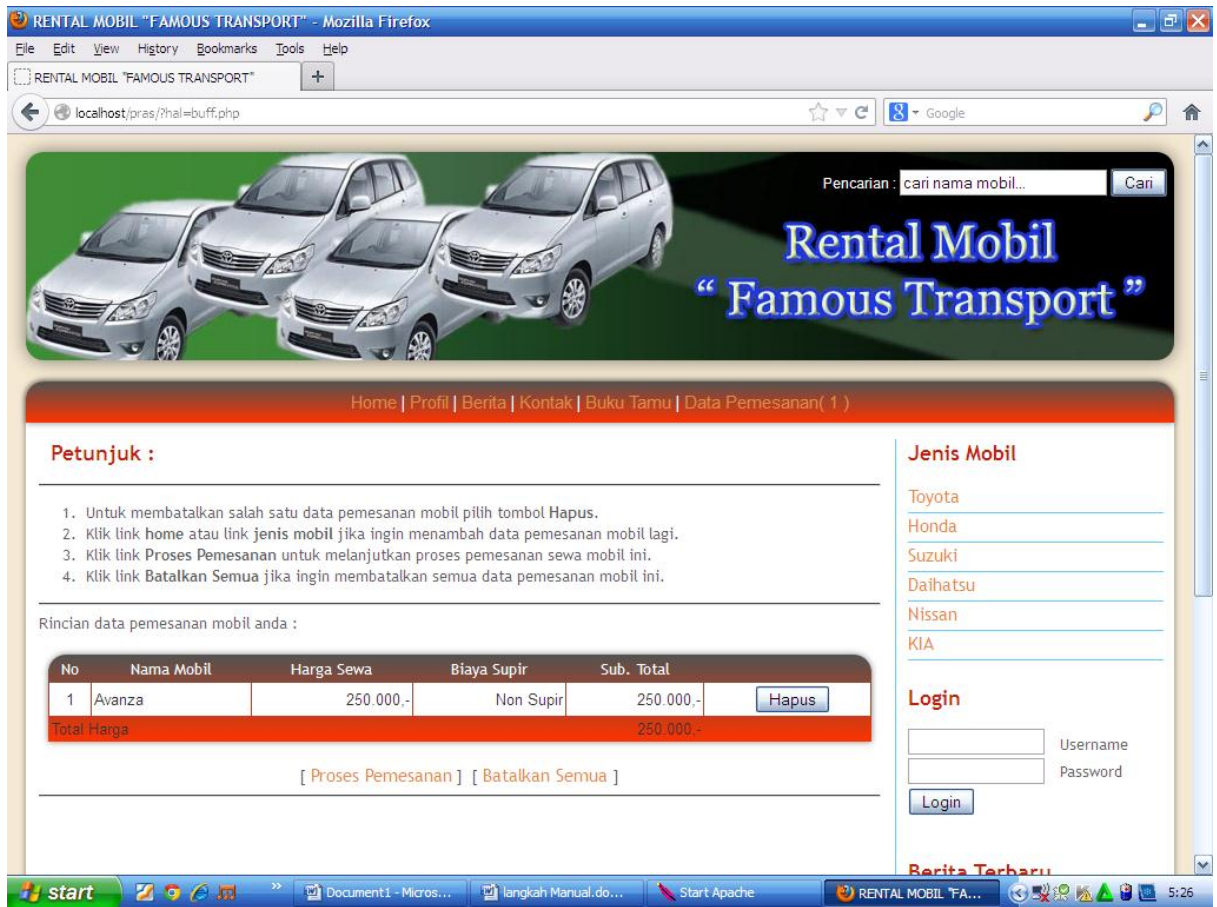 RENTAL MOBIL "FAMOUS TRANSPORT" - Mozilla Firefox
File Edit View History Bookmarks Tools Help
RENTAL MOBIL "FAMOUS TRANSPORT" +
localhost/pras/?hal=buff.php
Google
Pencarian : cari nama mobil... Cari
Rental Mobil
“ Famous Transport ”
Home | Profil | Berita | Kontak | Buku Tamu | Data Pemesanan( 1 )
Petunjuk :
1. Untuk membatalkan salah satu data pemesanan mobil pilih tombol Hapus.
2. Klik link home atau link jenis mobil jika ingin menambah data pemesanan mobil lagi.
3. Klik link Proses Pemesanan untuk melanjutkan proses pemesanan sewa mobil ini.
4. Klik link Batalkan Semua jika ingin membatalkan semua data pemesanan mobil ini.
Rincian data pemesanan mobil anda :
No Nama Mobil Harga Sewa Biaya Supir Sub. Total
1 Avanza 250.000,- Non Supir 250.000,- Hapus
Total Harga 250.000,-
[ Proses Pemesanan ] [ Batalkan Semua ]
Jenis Mobil
Toyota
Honda
Suzuki
Daihatsu
Nissan
KIA
Login
Username
Password
Login
Berita Terbaru
start Document1 - Micros... langkah Manual.do... Start Apache RENTAL MOBIL "FA... 5:26